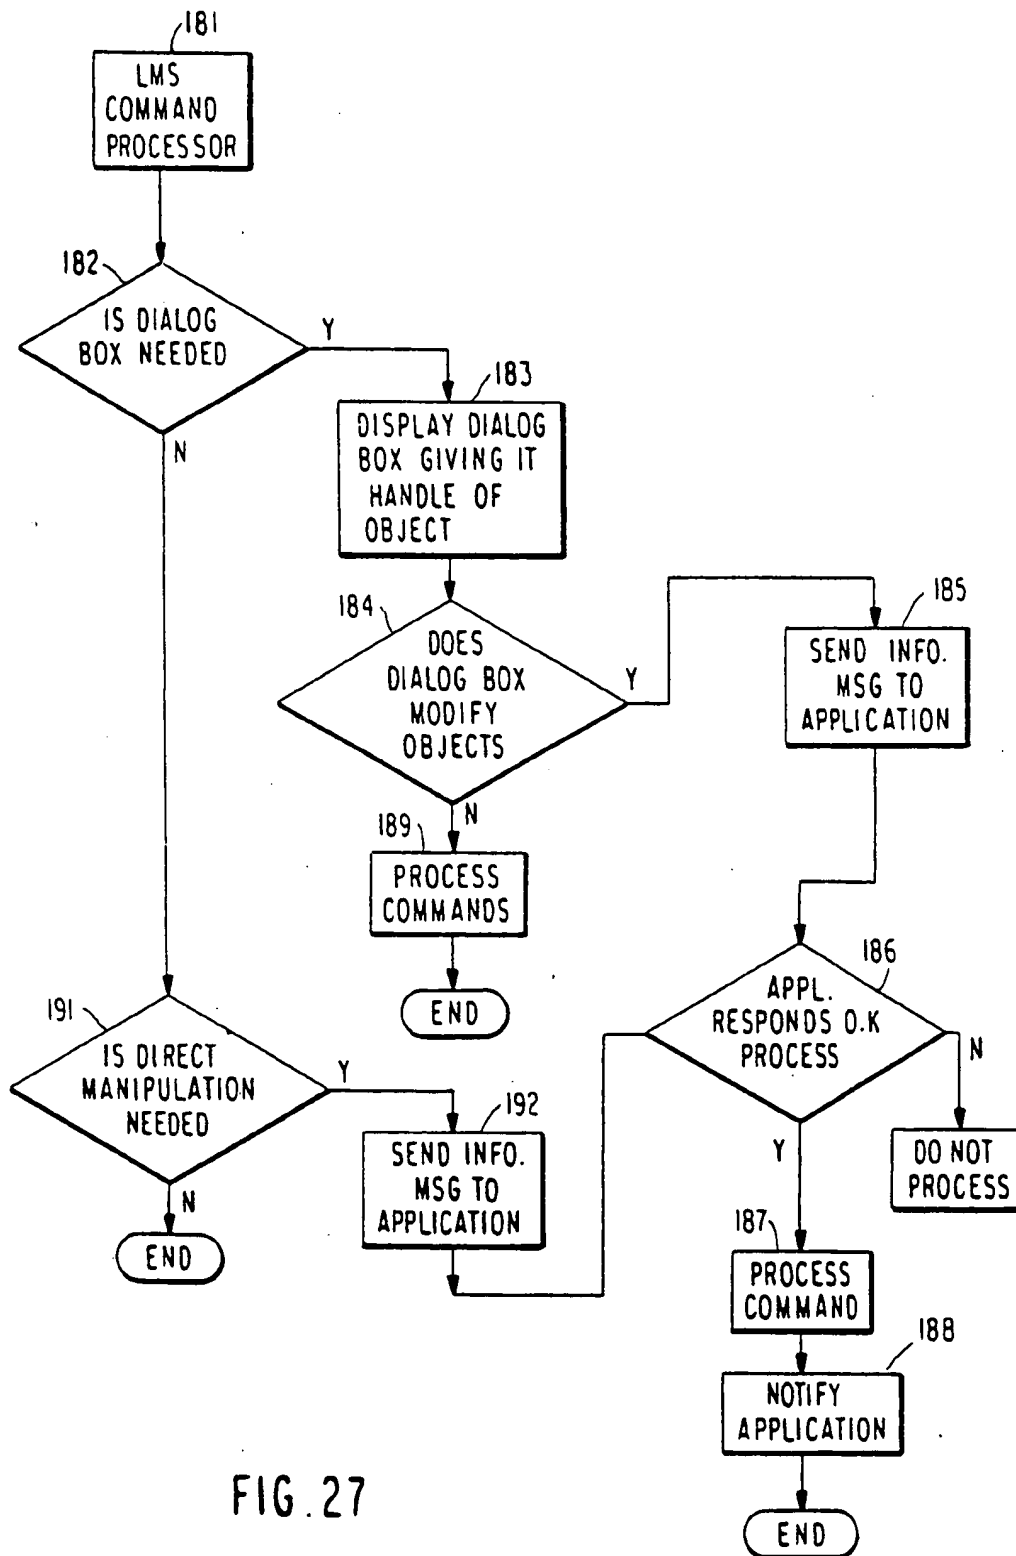 181
LMS
COMMAND
PROCESSOR
182
IS DIALOG
BOX NEEDED
Y
N
183
DISPLAY DIALOG
BOX GIVING IT
HANDLE OF
OBJECT
184
DOES
DIALOG BOX
MODIFY
OBJECTS
Y
N
185
SEND INFO.
MSG TO
APPLICATION
189
PROCESS
COMMANDS
END
186
APPL.
RESPONDS O.K
PROCESS
N
Y
DO NOT
PROCESS
191
IS DIRECT
MANIPULATION
NEEDED
Y
N
END
192
SEND INFO.
MSG TO
APPLICATION
187
PROCESS
COMMAND
188
NOTIFY
APPLICATION
END
FIG.27